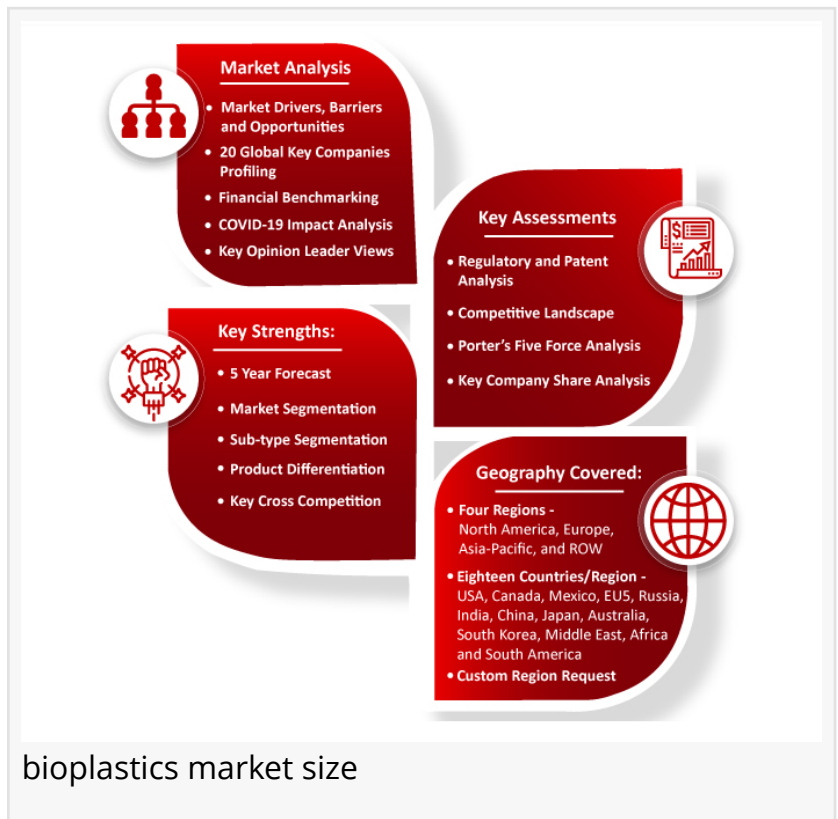 Market Analysis
• Market Drivers, Barriers
and Opportunities
• 20 Global Key Companies
Profiling
• Financial Benchmarking
• COVID-19 Impact Analysis
• Key Opinion Leader Views
Key Assessments
• Regulatory and Patent
Analysis
• Competitive Landscape
• Porter's Five Force Analysis
• Key Company Share Analysis
Key Strengths:
• 5 Year Forecast
• Market Segmentation
• Sub-type Segmentation
• Product Differentiation
• Key Cross Competition
Geography Covered:
• Four Regions -
North America, Europe,
Asia-Pacific, and ROW
• Eighteen Countries/Region -
USA, Canada, Mexico, EU5, Russia,
India, China, Japan, Australia,
South Korea, Middle East, Africa
and South America
• Custom Region Request
bioplastics market size